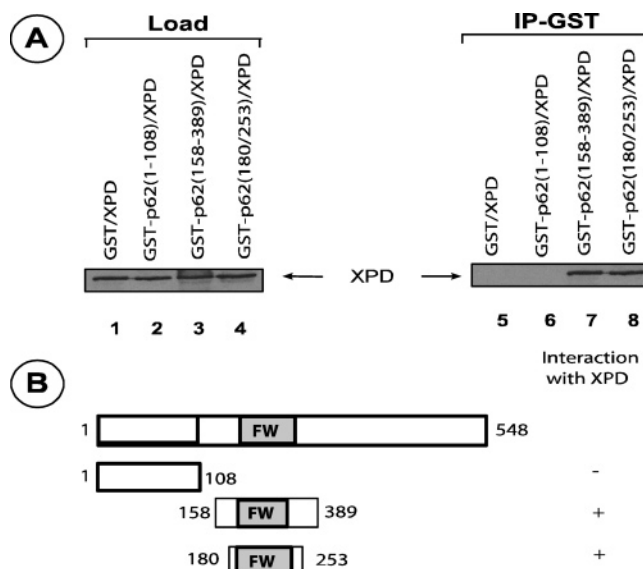 A
Load
IP-GST
GST/XPD
GST-p62(1-108)/XPD
GST-p62(158-389)/XPD
GST-p62(180/253)/XPD
GST/XPD
GST-p62(1-108)/XPD
GST-p62(158-389)/XPD
GST-p62(180/253)/XPD
XPD
1 2 3 4 5 6 7 8
Interaction
with XPD
B
1 FW 548
1 108 -
158 FW 389 +
180 FW 253 +